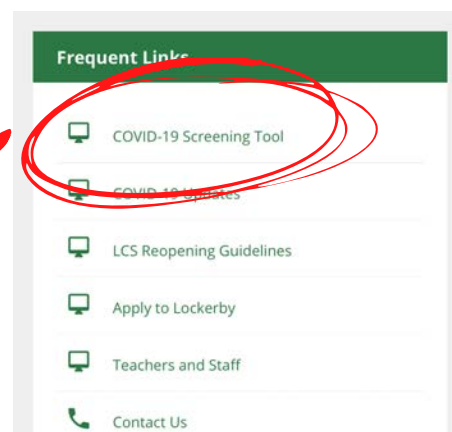 Frequent Links
COVID-19 Screening Tool
COVID-19 Updates
LCS Reopening Guidelines
Apply to Lockerby
Teachers and Staff
Contact Us